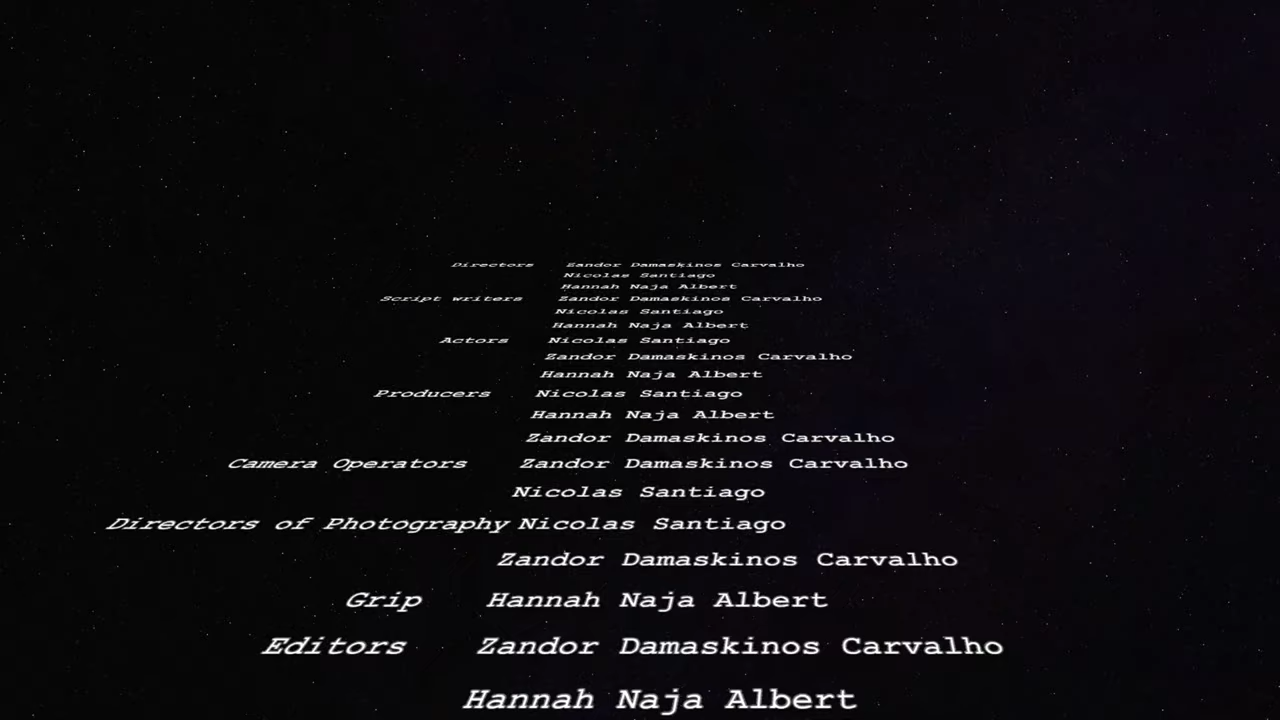 Directors Zandor Damaskinos Carvalho
Nicolas Santiago
Hannah Naja Albert
Script writers Zandor Damaskinos Carvalho
Nicolas Santiago
Hannah Naja Albert
Actors Nicolas Santiago
Zandor Damaskinos Carvalho
Hannah Naja Albert
Producers Nicolas Santiago
Hannah Naja Albert
Zandor Damaskinos Carvalho
Camera Operators Zandor Damaskinos Carvalho
Nicolas Santiago
Directors of Photography Nicolas Santiago
Zandor Damaskinos Carvalho
Grip Hannah Naja Albert
Editors Zandor Damaskinos Carvalho
Hannah Naja Albert